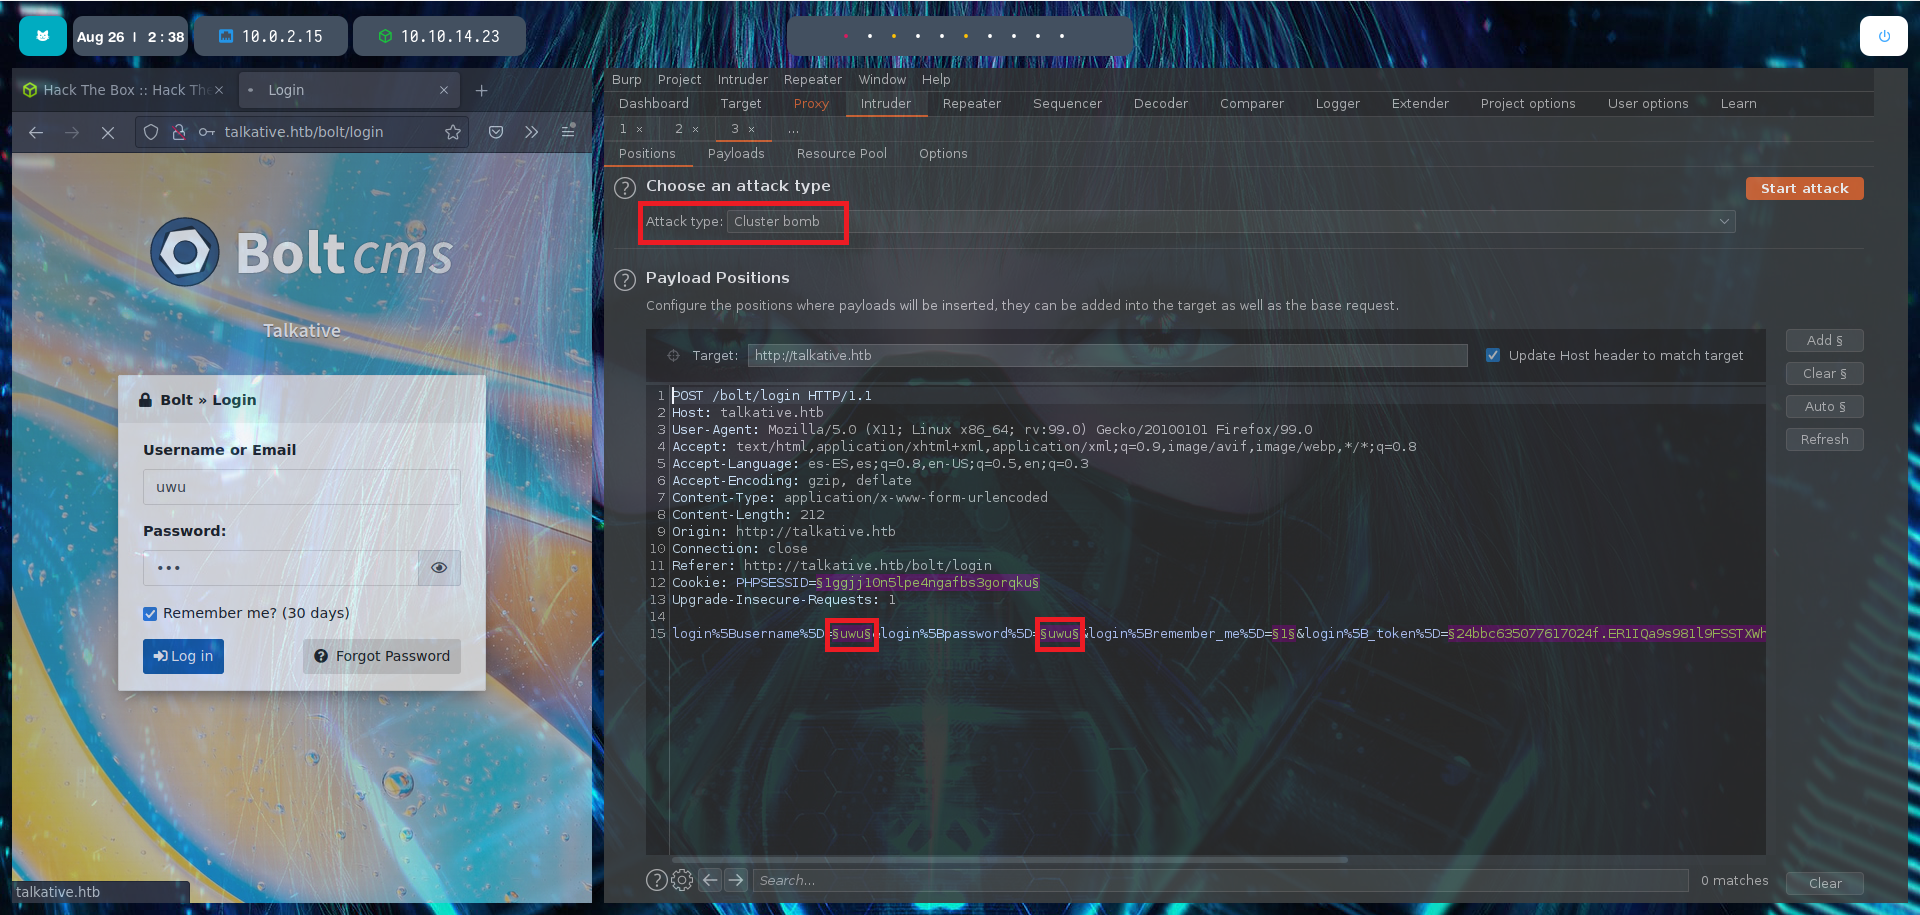 Aug 26 | 2:38
10.0.2.15
10.10.14.23
Hack The Box :: Hack The
Login
talkative.htb/bolt/login
Bolt cms
Talkative
Bolt » Login
Username or Email
uwu
Password:
•••
Remember me? (30 days)
Log in
Forgot Password
talkative.htb
Burp Project Intruder Repeater Window Help
Dashboard Target Proxy Intruder Repeater Sequencer Decoder Comparer Logger Extender Project options User options Learn
1 × 2 × 3 × ...
Positions Payloads Resource Pool Options
Choose an attack type
Start attack
Attack type: Cluster bomb
Payload Positions
Configure the positions where payloads will be inserted, they can be added into the target as well as the base request.
Target: http://talkative.htb
Update Host header to match target
Add §
Clear §
Auto §
Refresh
1 POST /bolt/login HTTP/1.1
2 Host: talkative.htb
3 User-Agent: Mozilla/5.0 (X11; Linux x86_64; rv:99.0) Gecko/20100101 Firefox/99.0
4 Accept: text/html,application/xhtml+xml,application/xml;q=0.9,image/avif,image/webp,*/*;q=0.8
5 Accept-Language: es-ES,es;q=0.8,en-US;q=0.5,en;q=0.3
6 Accept-Encoding: gzip, deflate
7 Content-Type: application/x-www-form-urlencoded
8 Content-Length: 212
9 Origin: http://talkative.htb
10 Connection: close
11 Referer: http://talkative.htb/bolt/login
12 Cookie: PHPSESSID=§1ggjj10n5lpe4ngafbs3gorqku§
13 Upgrade-Insecure-Requests: 1
14
15 login%5Busername%5D=§uwu§&login%5Bpassword%5D=§uwu§&login%5Bremember_me%5D=§1§&login%5B_token%5D=§24bbc635077617024f.ER1IQa9s981l9FSSTXWh
Search...
0 matches
Clear